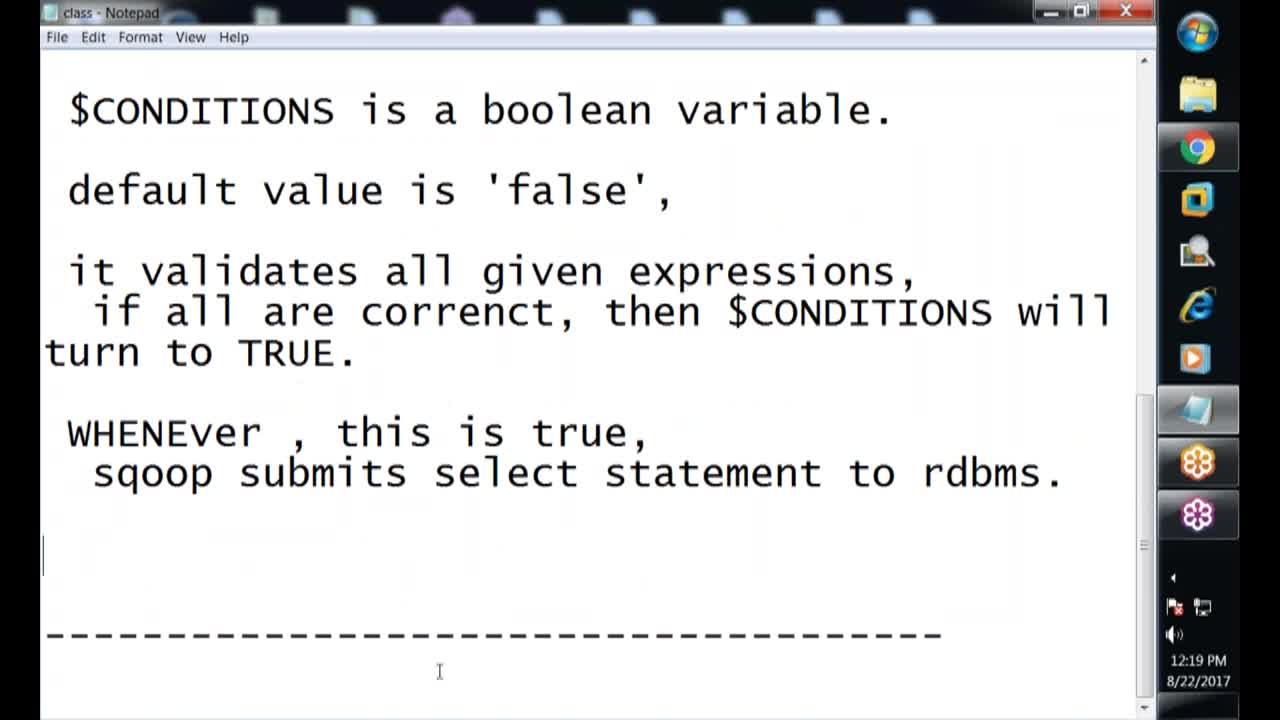 class - Notepad
File Edit Format View Help
$CONDITIONS is a boolean variable.
default value is 'false',
it validates all given expressions,
if all are correnct, then $CONDITIONS will
turn to TRUE.
WHENEver , this is true,
sqoop submits select statement to rdbms.
-------------------------------------
12:19 PM
8/22/2017